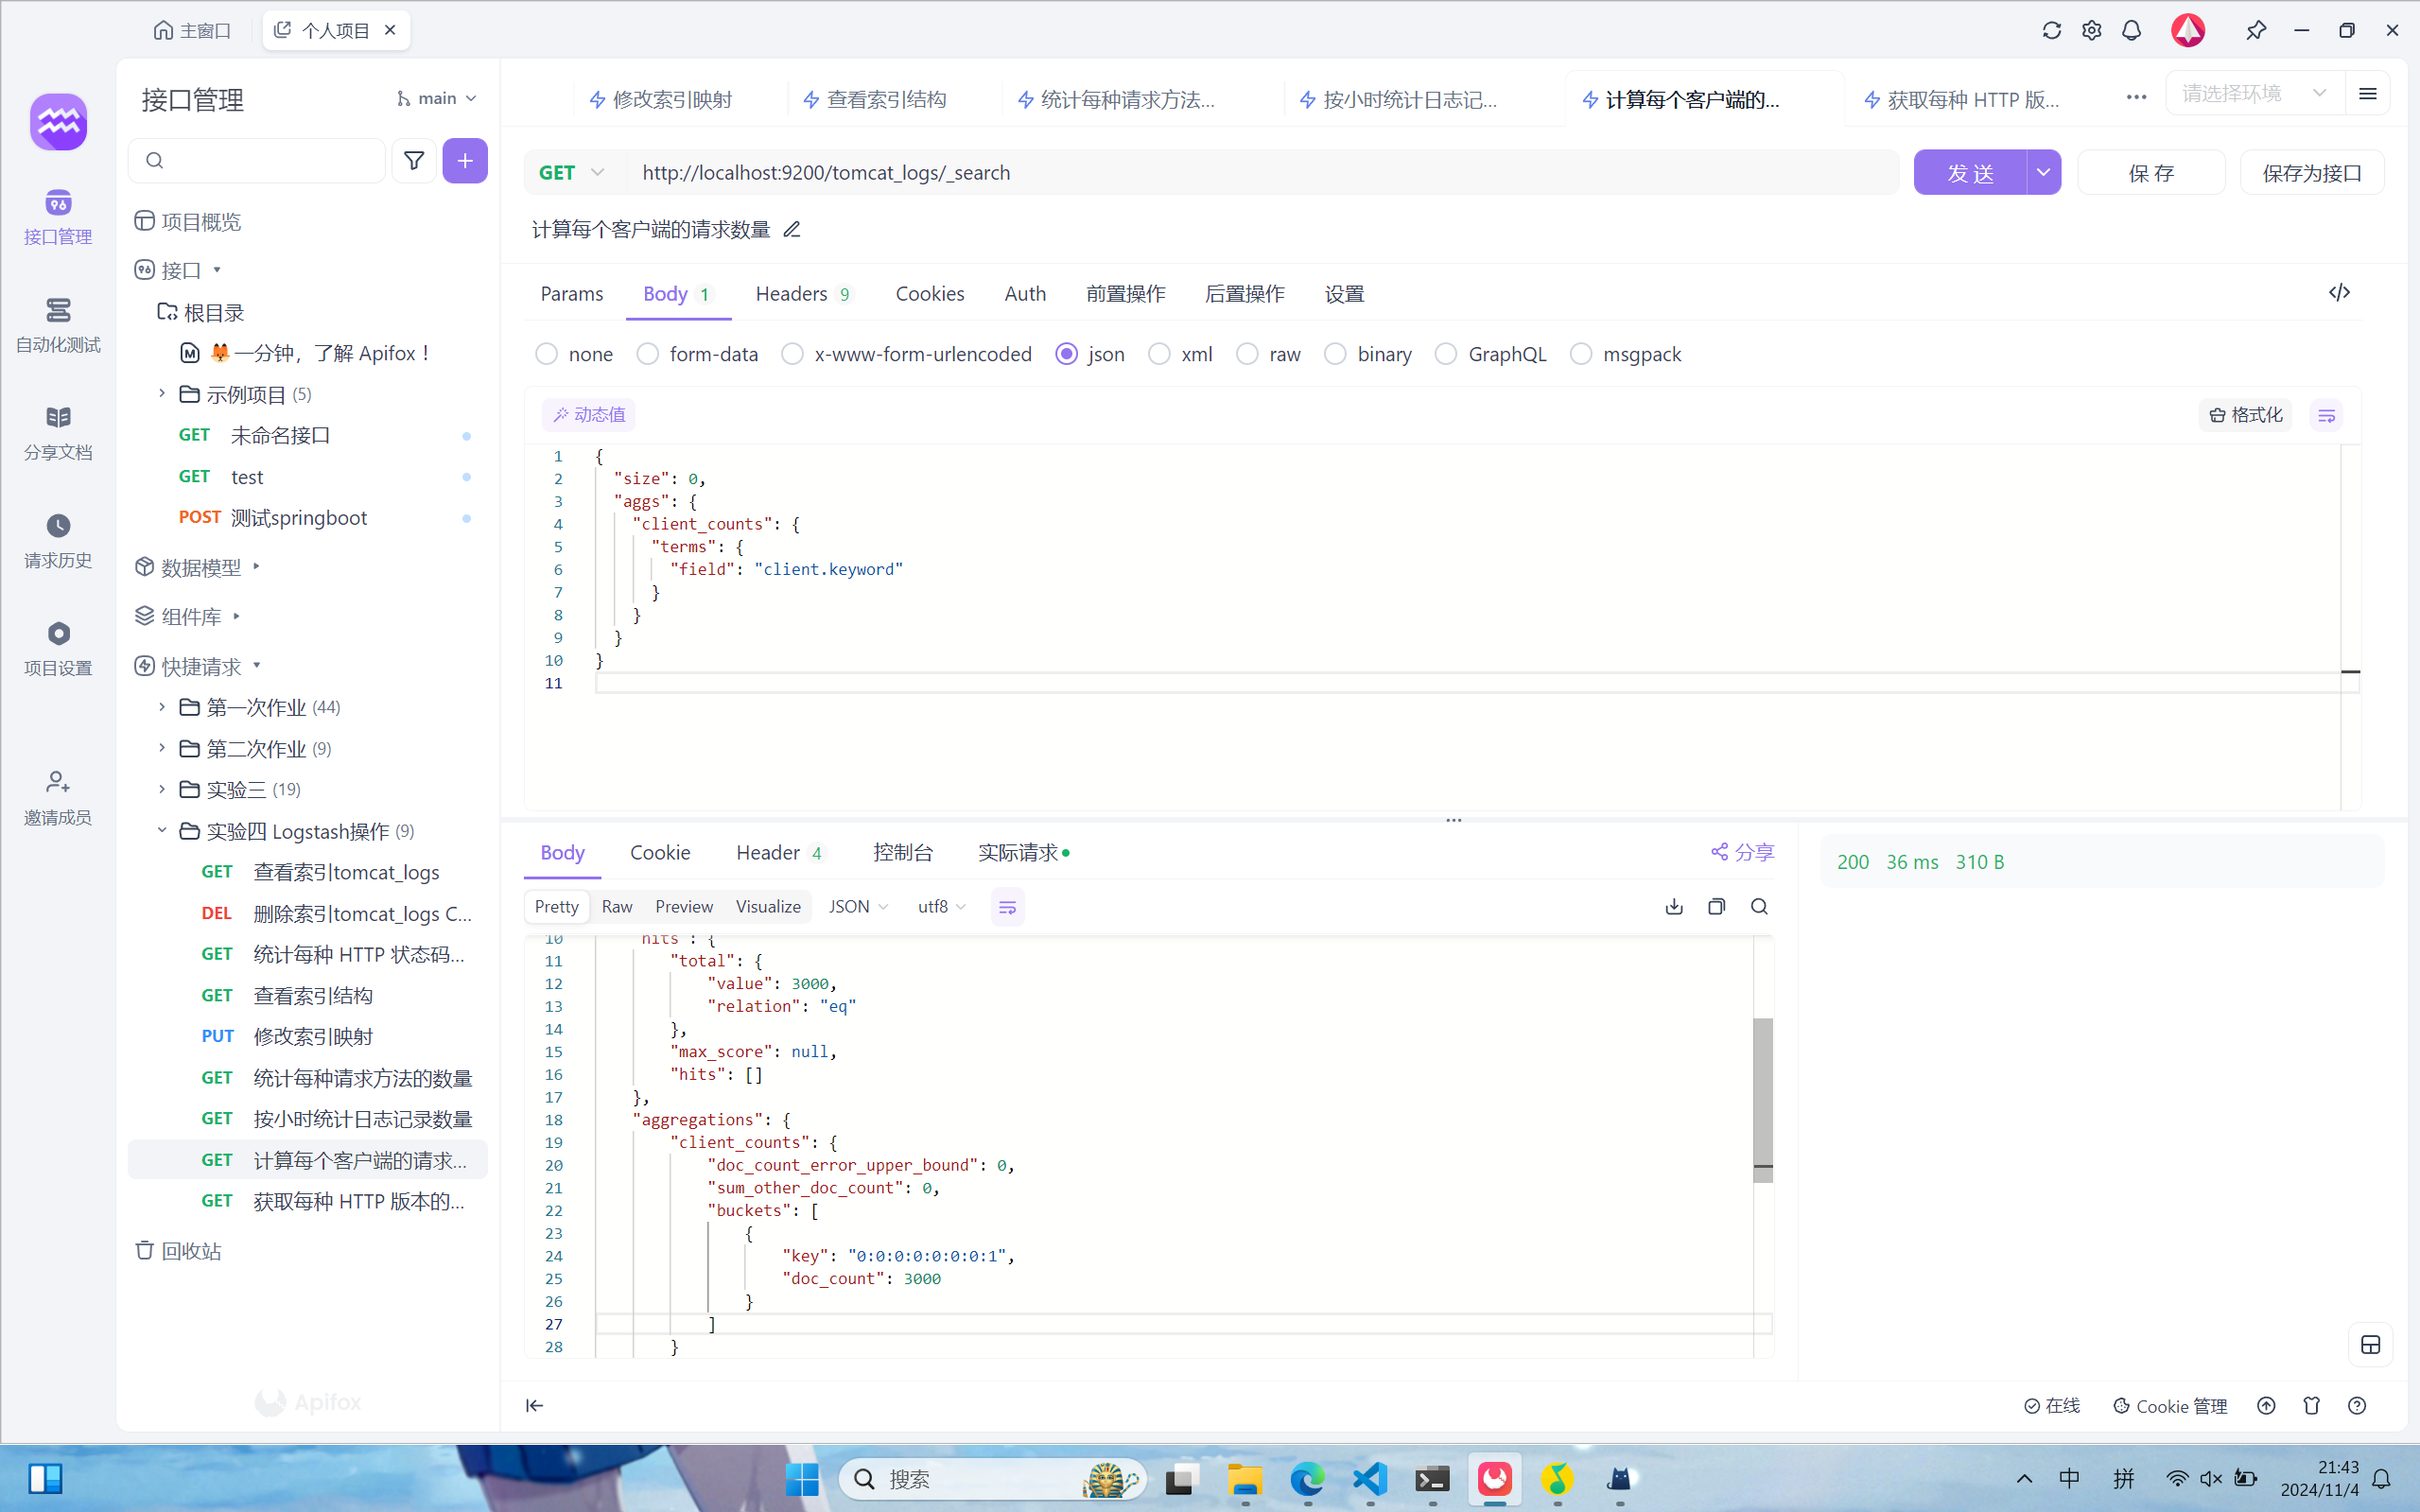 主窗口
个人项目
接口管理
main
接口管理
自动化测试
分享文档
请求历史
项目设置
邀请成员
项目概览
接口
根目录
一分钟，了解 Apifox！
示例项目 (5)
GET 未命名接口
GET test
POST 测试springboot
数据模型
组件库
快捷请求
第一次作业 (44)
第二次作业 (9)
实验三 (19)
实验四 Logstash操作 (9)
GET 查看索引tomcat_logs
DEL 删除索引tomcat_logs C...
GET 统计每种 HTTP 状态码...
GET 查看索引结构
PUT 修改索引映射
GET 统计每种请求方法的数量
GET 按小时统计日志记录数量
GET 计算每个客户端的请求...
GET 获取每种 HTTP 版本的...
回收站
Apifox
修改索引映射
查看索引结构
统计每种请求方法...
按小时统计日志记...
计算每个客户端的...
获取每种 HTTP 版...
请选择环境
GET http://localhost:9200/tomcat_logs/_search
发 送
保 存
保存为接口
计算每个客户端的请求数量
Params Body 1 Headers 9 Cookies Auth 前置操作 后置操作 设置
none form-data x-www-form-urlencoded json xml raw binary GraphQL msgpack
动态值
格式化
1 {
2 "size": 0,
3 "aggs": {
4 "client_counts": {
5 "terms": {
6 "field": "client.keyword"
7 }
8 }
9 }
10 }
11
Body Cookie Header 4 控制台 实际请求
分享
200 36 ms 310 B
Pretty Raw Preview Visualize JSON utf8
10 "hits": {
11 "total": {
12 "value": 3000,
13 "relation": "eq"
14 },
15 "max_score": null,
16 "hits": []
17 },
18 "aggregations": {
19 "client_counts": {
20 "doc_count_error_upper_bound": 0,
21 "sum_other_doc_count": 0,
22 "buckets": [
23 {
24 "key": "0:0:0:0:0:0:0:1",
25 "doc_count": 3000
26 }
27 ]
28 }
在线
Cookie 管理
搜索
中
拼
21:43
2024/11/4